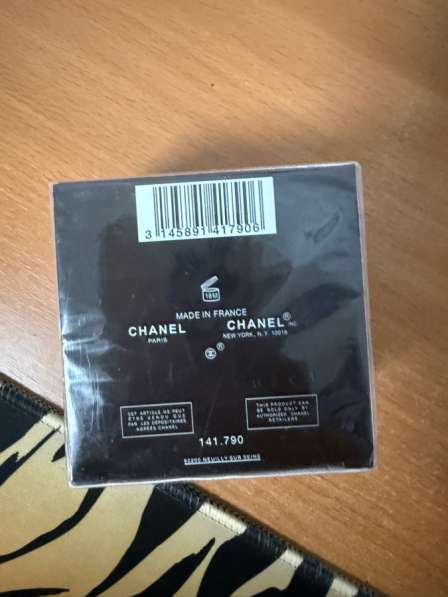 3 145891 417906
18M
MADE IN FRANCE
CHANEL CHANEL® INC.
PARIS NEW YORK, N.Y. 10019
®
CET ARTICLE NE PEUT
ÊTRE VENDU QUE
PAR LES DÉPOSITAIRES
AGRÉÉS CHANEL
THIS PRODUCT CAN
BE SOLD ONLY BY
AUTHORIZED CHANEL
RETAILERS
141.790
92200 NEUILLY SUR SEINE